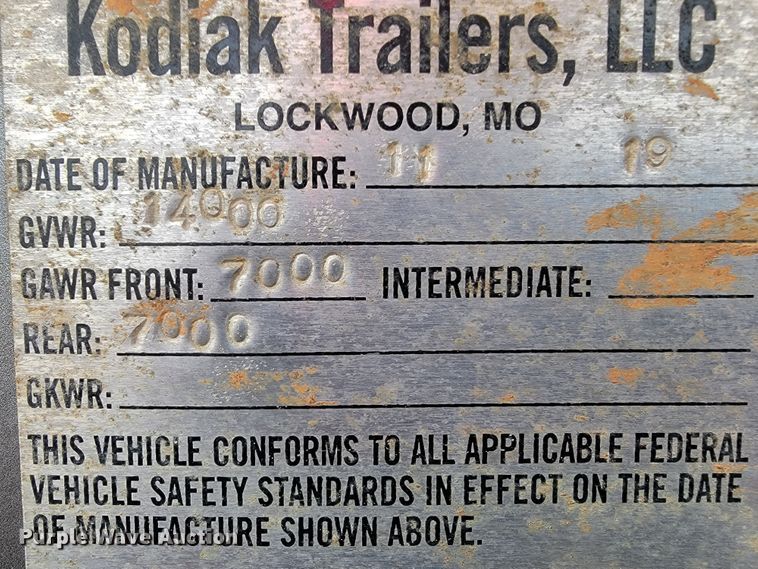 Kodiak Trailers, LLC
LOCKWOOD, MO
DATE OF MANUFACTURE: 11 19
GVWR: 14000
GAWR FRONT: 7000 INTERMEDIATE:
REAR: 7000
GKWR:
THIS VEHICLE CONFORMS TO ALL APPLICABLE FEDERAL
VEHICLE SAFETY STANDARDS IN EFFECT ON THE DATE
OF MANUFACTURE SHOWN ABOVE.
Purple Wave Auction